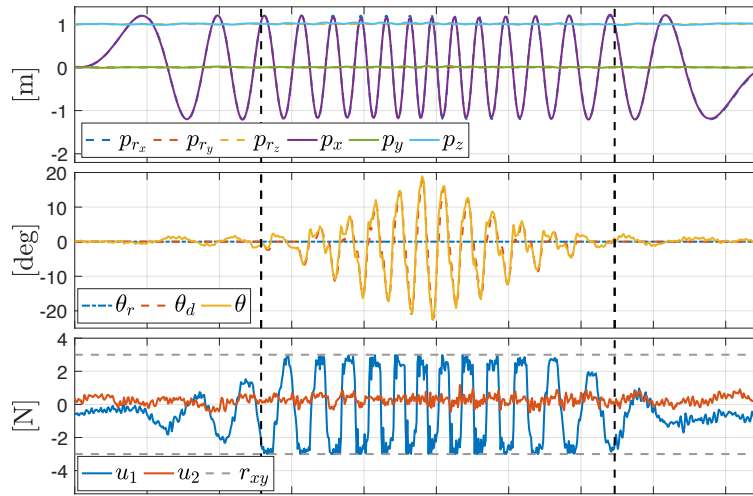 1
0
-1
-2
[m]
p_{r_x} p_{r_y} p_{r_z} p_x p_y p_z
20
10
0
-10
-20
[deg]
θ_r θ_d θ
4
2
0
-2
-4
[N]
u_1 u_2 r_{xy}